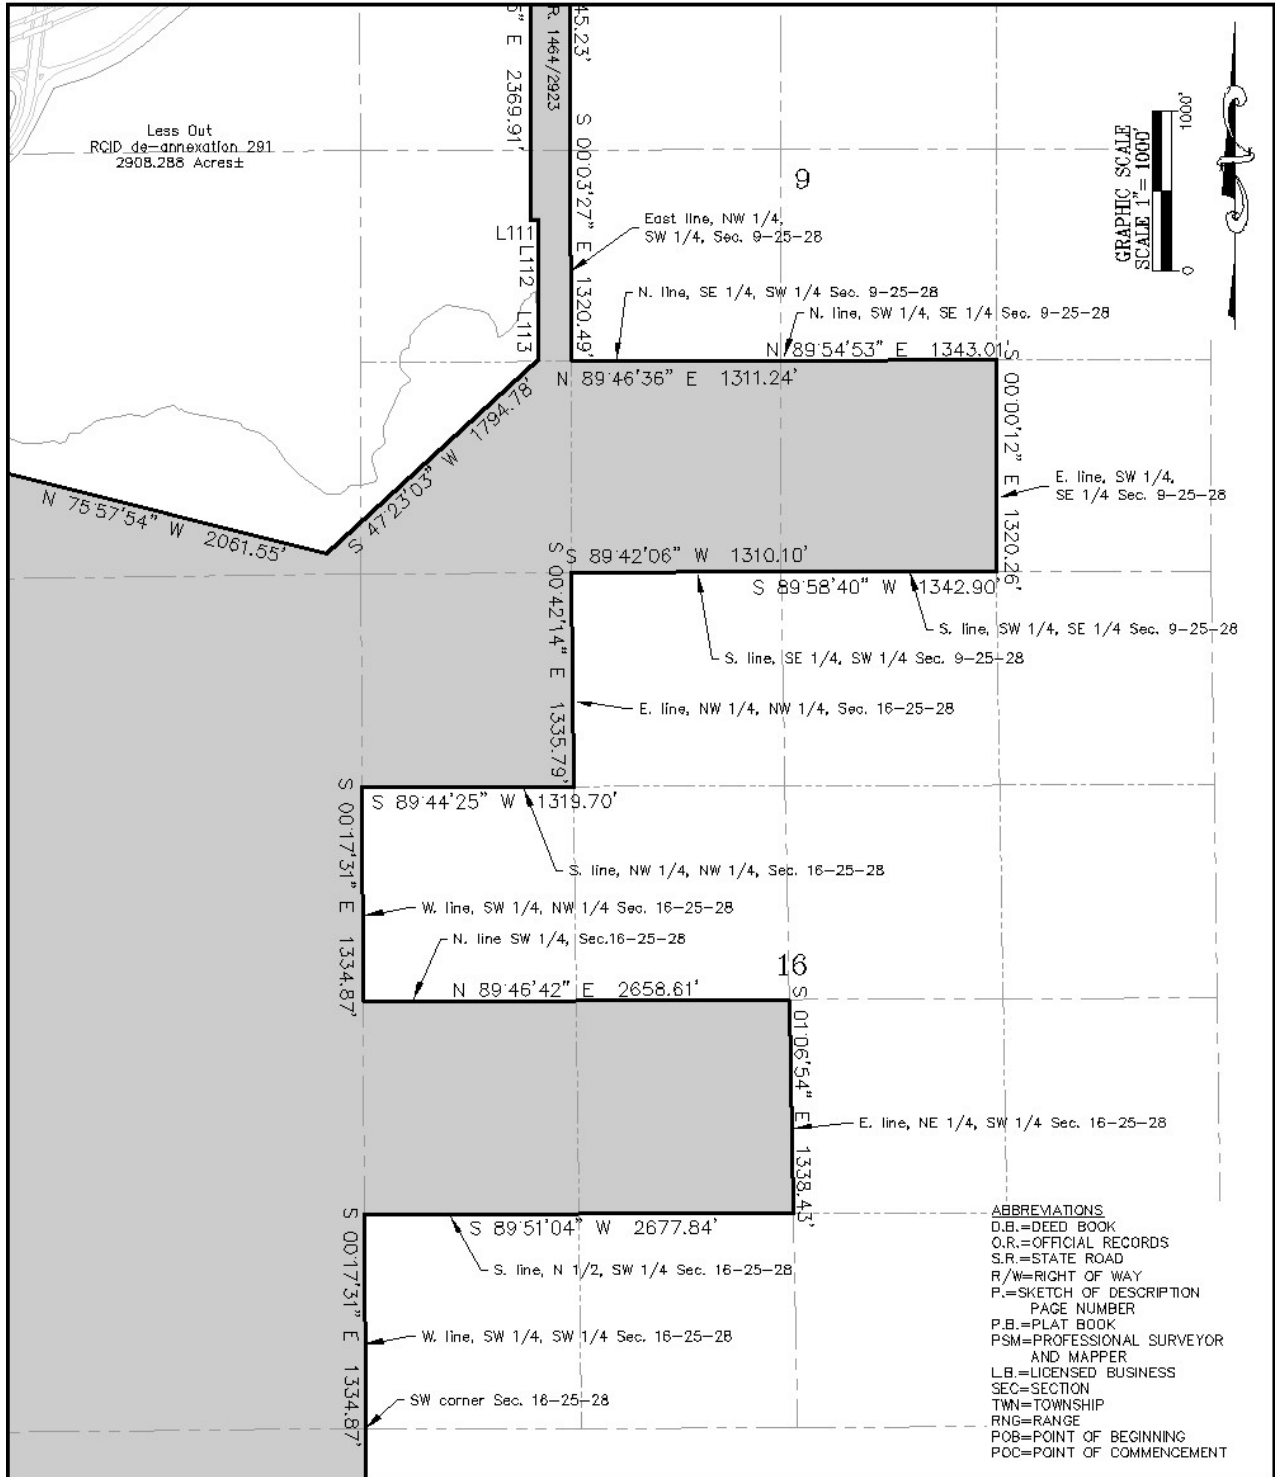 5" E 2369.91'
R. 1464/2923
45.23'
S 00°03'27" E 1320.49'
Less Out
RCID de-annexation 291
2908.288 Acres±
9
GRAPHIC SCALE
SCALE 1"= 1000'
1000'
0
East line, NW 1/4,
SW 1/4, Sec. 9-25-28
L111
L112
L113
N. line, SE 1/4, SW 1/4 Sec. 9-25-28
N. line, SW 1/4, SE 1/4 Sec. 9-25-28
N 89°54'53" E 1343.01'
N 89°46'36" E 1311.24'
S 00°00'12" E 1320.26'
S 47°23'03" W 1794.78'
E. line, SW 1/4,
SE 1/4 Sec. 9-25-28
N 75°57'54" W 2061.55'
S 89°42'06" W 1310.10'
S 89°58'40" W 1342.90'
S 00°42'14" E 1335.79'
S. line, SW 1/4, SE 1/4 Sec. 9-25-28
S. line, SE 1/4, SW 1/4 Sec. 9-25-28
E. line, NW 1/4, NW 1/4, Sec. 16-25-28
S 89°44'25" W 1319.70'
S 00°17'31" E 1334.87'
S. line, NW 1/4, NW 1/4, Sec. 16-25-28
W. line, SW 1/4, NW 1/4 Sec. 16-25-28
N. line SW 1/4, Sec.16-25-28
16
N 89°46'42" E 2658.61'
S 01°06'54" E 1338.43'
E. line, NE 1/4, SW 1/4 Sec. 16-25-28
S 89°51'04" W 2677.84'
S 00°17'31" E 1334.87'
S. line, N 1/2, SW 1/4 Sec. 16-25-28
W. line, SW 1/4, SW 1/4 Sec. 16-25-28
SW corner Sec. 16-25-28
ABBREVIATIONS
D.B.=DEED BOOK
O.R.=OFFICIAL RECORDS
S.R.=STATE ROAD
R/W=RIGHT OF WAY
P.=SKETCH OF DESCRIPTION
PAGE NUMBER
P.B.=PLAT BOOK
PSM=PROFESSIONAL SURVEYOR
AND MAPPER
L.B.=LICENSED BUSINESS
SEC=SECTION
TWN=TOWNSHIP
RNG=RANGE
POB=POINT OF BEGINNING
POC=POINT OF COMMENCEMENT